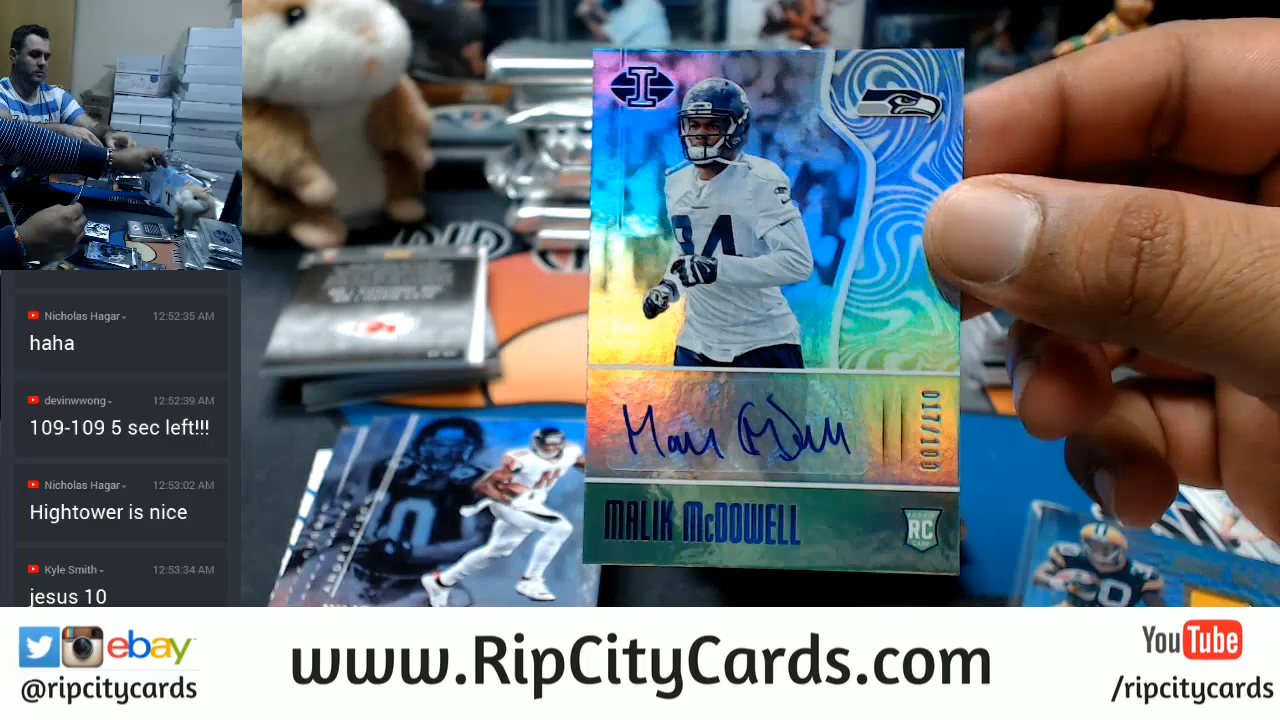 Nicholas Hagar 12:52:35 AM
haha
devinwwong 12:52:39 AM
109-109 5 sec left!!!
Nicholas Hagar 12:53:02 AM
Hightower is nice
Kyle Smith 12:53:34 AM
jesus 10
I
34
017/100
MALIK McDOWELL
RC
ebay
@ripcitycards
www.RipCityCards.com
YouTube
/ripcitycards